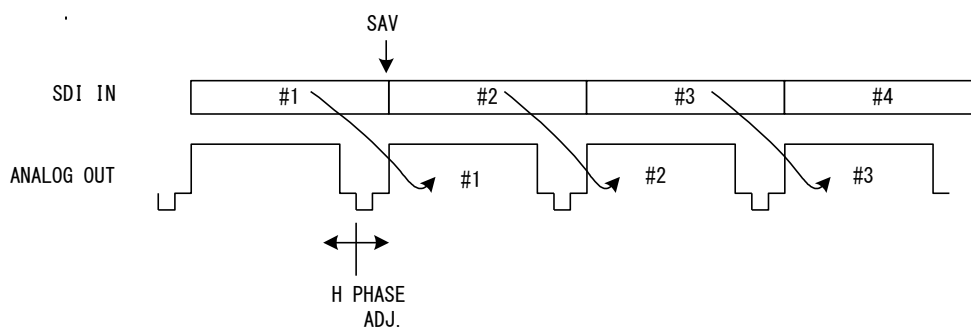 SAV
SDI IN
#1
#2
#3
#4
ANALOG OUT
#1
#2
#3
H PHASE
ADJ.